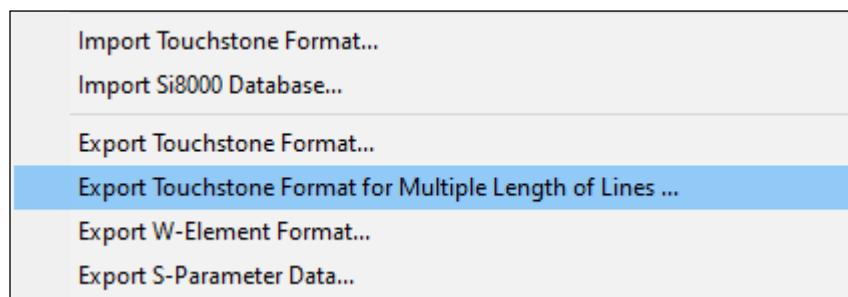 Import Touchstone Format...
Import Si8000 Database...
Export Touchstone Format...
Export Touchstone Format for Multiple Length of Lines ...
Export W-Element Format...
Export S-Parameter Data...